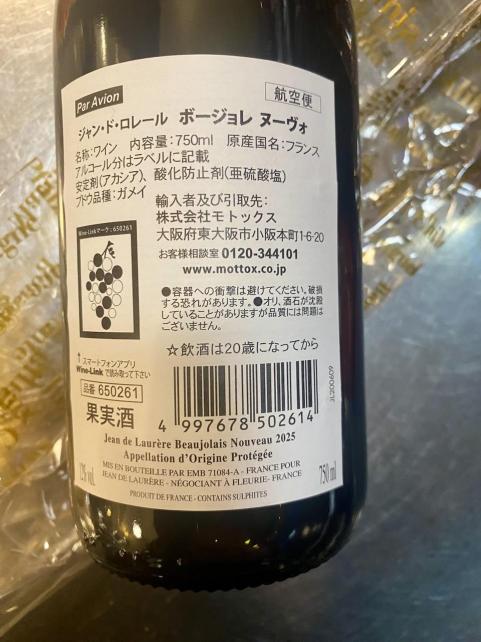 Par Avion
航空便
ジャン・ド・ロレール ボージョレ ヌーヴォ
名称:ワイン 内容量:750ml 原産国名:フランス
アルコール分はラベルに記載
安定剤(アカシア)、酸化防止剤(亜硫酸塩)
ブドウ品種:ガメイ
輸入者及び引取先:
株式会社モトックス
大阪府東大阪市小阪本町1-6-20
お客様相談室 0120-344101
www.mottox.co.jp
Wine-Linkマーク:650261
●容器への衝撃は避けてください。破損
する恐れがあります。●オリ、酒石が沈殿
していることがありますが品質には問題は
ございません。
☆飲酒は20歳になってから
↑スマートフォンアプリ
Wine-Linkで読み取って下さい
品番 650261
果実酒
4 997678 502614
JL200609
Jean de Laurère Beaujolais Nouveau 2025
Appellation d'Origine Protégée
MIS EN BOUTEILLE PAR EMB 71084-A - FRANCE POUR
JEAN DE LAURÈRE - NÉGOCIANT À FLEURIE- FRANCE
PRODUIT DE FRANCE - CONTAINS SULPHITES
12% vol.
750 ml